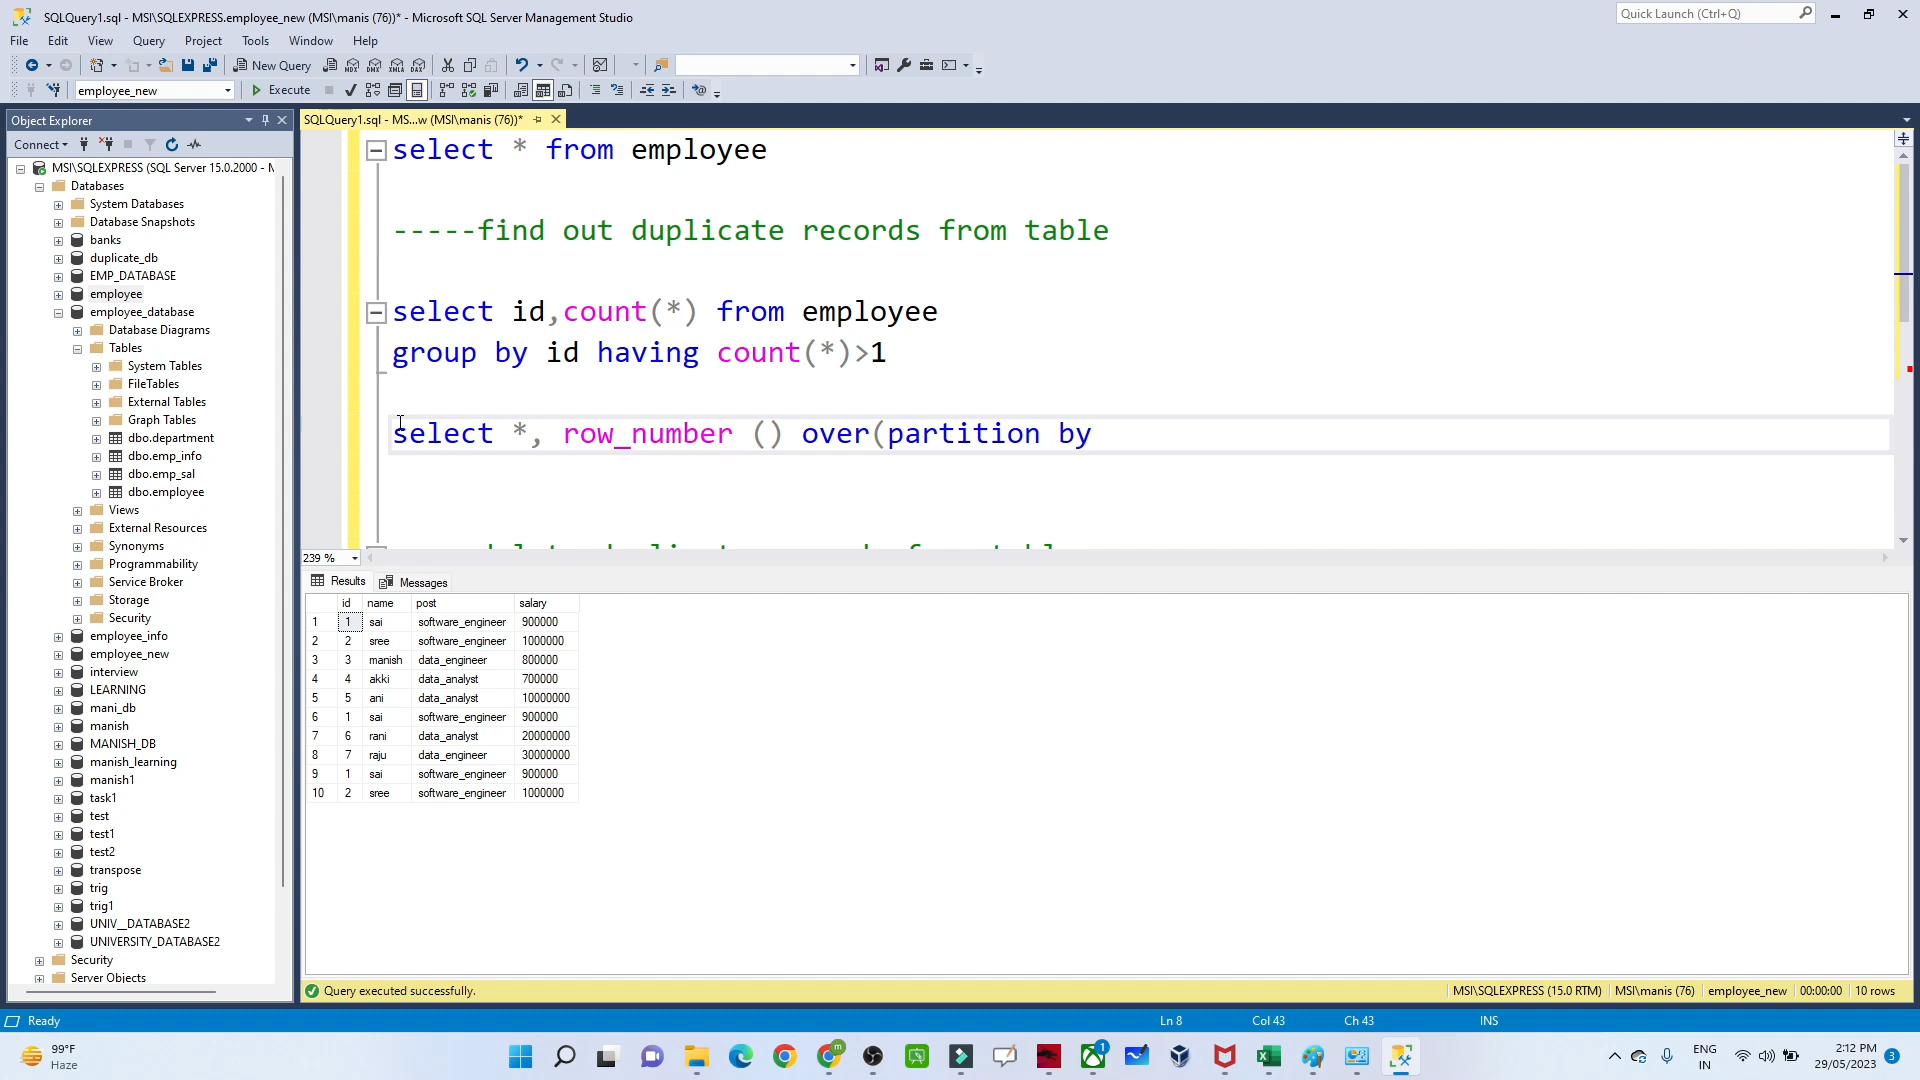 SQLQuery1.sql - MSI\SQLEXPRESS.employee_new (MSI\manis (76))* - Microsoft SQL Server Management Studio
Quick Launch (Ctrl+Q)
File Edit View Query Project Tools Window Help
New Query
MDX DMX XMLA DAX
employee_new Execute
Object Explorer
SQLQuery1.sql - MS...w (MSI\manis (76))*
Connect
MSI\SQLEXPRESS (SQL Server 15.0.2000 - M
Databases
System Databases
Database Snapshots
banks
duplicate_db
EMP_DATABASE
employee
employee_database
Database Diagrams
Tables
System Tables
FileTables
External Tables
Graph Tables
dbo.department
dbo.emp_info
dbo.emp_sal
dbo.employee
Views
External Resources
Synonyms
Programmability
Service Broker
Storage
Security
employee_info
employee_new
interview
LEARNING
mani_db
manish
MANISH_DB
manish_learning
manish1
task1
test
test1
test2
transpose
trig
trig1
UNIV__DATABASE2
UNIVERSITY_DATABASE2
Security
Server Objects
select * from employee
-----find out duplicate records from table
select id,count(*) from employee
group by id having count(*)>1
select *, row_number () over(partition by
239 %
Results Messages
id name post salary
1 1 sai software_engineer 900000
2 2 sree software_engineer 1000000
3 3 manish data_engineer 800000
4 4 akki data_analyst 700000
5 5 ani data_analyst 10000000
6 1 sai software_engineer 900000
7 6 rani data_analyst 20000000
8 7 raju data_engineer 30000000
9 1 sai software_engineer 900000
10 2 sree software_engineer 1000000
Query executed successfully.
MSI\SQLEXPRESS (15.0 RTM) MSI\manis (76) employee_new 00:00:00 10 rows
Ready
Ln 8 Col 43 Ch 43 INS
99°F
Haze
m
1
ENG
IN
2:12 PM
29/05/2023
3